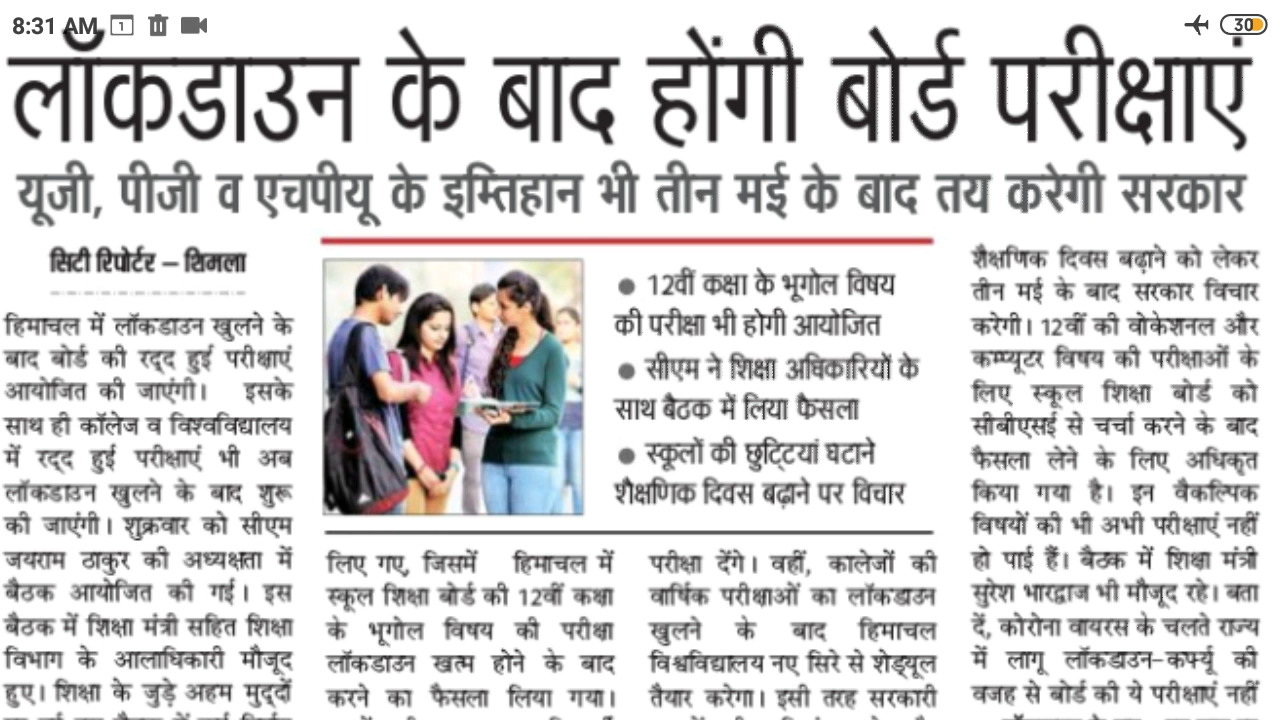 8:31 AM 1
30
लॉकडाउन के बाद होंगी बोर्ड परीक्षाएं
यूजी, पीजी व एचपीयू के इम्तिहान भी तीन मई के बाद तय करेगी सरकार
सिटी रिपोर्टर – शिमला
हिमाचल में लॉकडाउन खुलने के
बाद बोर्ड की रद्द हुई परीक्षाएं
आयोजित की जाएंगी। इसके
साथ ही कॉलेज व विश्वविद्यालय
में रद्द हुई परीक्षाएं भी अब
लॉकडाउन खुलने के बाद शुरू
की जाएंगी। शुक्रवार को सीएम
जयराम ठाकुर की अध्यक्षता में
बैठक आयोजित की गई। इस
बैठक में शिक्षा मंत्री सहित शिक्षा
विभाग के आलाधिकारी मौजूद
हुए। शिक्षा के जुड़े अहम मुद्दों
● 12वीं कक्षा के भूगोल विषय
की परीक्षा भी होगी आयोजित
● सीएम ने शिक्षा अधिकारियों के
साथ बैठक में लिया फैसला
● स्कूलों की छुट्टियां घटाने
शैक्षणिक दिवस बढ़ाने पर विचार
लिए गए, जिसमें हिमाचल में
स्कूल शिक्षा बोर्ड की 12वीं कक्षा
के भूगोल विषय की परीक्षा
लॉकडाउन खत्म होने के बाद
करने का फैसला लिया गया।
परीक्षा देंगे। वहीं, कालेजों की
वार्षिक परीक्षाओं का लॉकडाउन
खुलने के बाद हिमाचल
विश्वविद्यालय नए सिरे से शेड्यूल
तैयार करेगा। इसी तरह सरकारी
शैक्षणिक दिवस बढ़ाने को लेकर
तीन मई के बाद सरकार विचार
करेगी। 12वीं की वोकेशनल और
कम्प्यूटर विषय की परीक्षाओं के
लिए स्कूल शिक्षा बोर्ड को
सीबीएसई से चर्चा करने के बाद
फैसला लेने के लिए अधिकृत
किया गया है। इन वैकल्पिक
विषयों की भी अभी परीक्षाएं नहीं
हो पाई हैं। बैठक में शिक्षा मंत्री
सुरेश भारद्वाज भी मौजूद रहे। बता
दें, कोरोना वायरस के चलते राज्य
में लागू लॉकडाउन-कर्फ्यू की
वजह से बोर्ड की ये परीक्षाएं नहीं